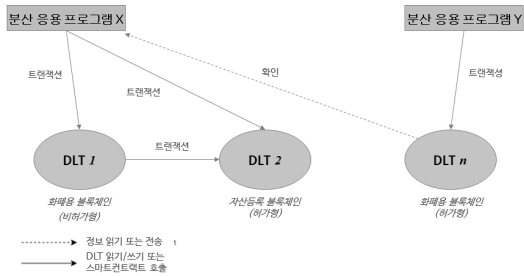 분산 응용 프로그램 X
분산 응용 프로그램 Y
트랜잭션
트랜잭션
확인
트랜잭성
트랜잭션
DLT 1
DLT 2
DLT n
화폐용 블록체인
(비허가형)
자산등록 블록체인
(허가형)
화폐용 블록체인
(허가형)
정보 읽기 또는 전송 1
DLT 읽기/쓰기 또는
스마트컨트랙트 호출